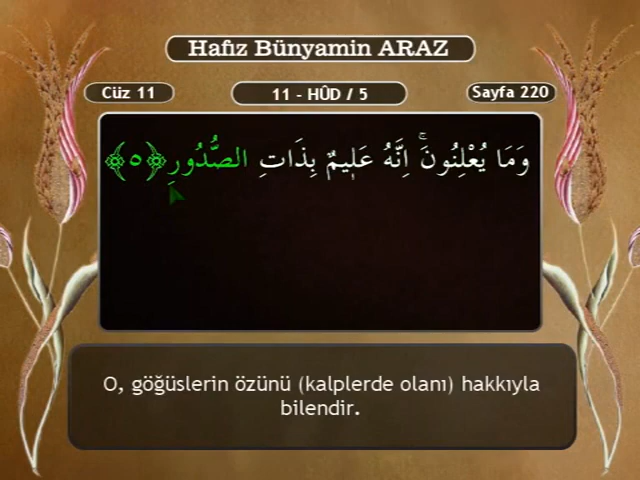 Hafız Bünyamin ARAZ
Cüz 11
11 - HÛD / 5
Sayfa 220
وَمَا يُعْلِنُونَۚ اِنَّهُ عَل۪يمٌ بِذَاتِ الصُّدُورِ ﴿٥﴾
O, göğüslerin özünü (kalplerde olanı) hakkıyla
bilendir.